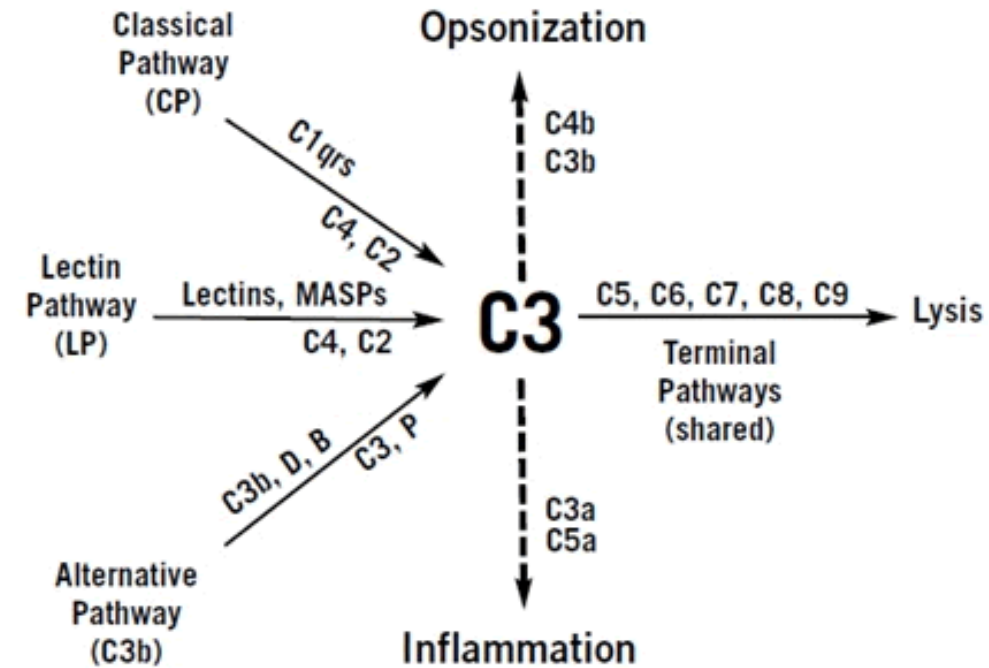 Classical
Pathway
(CP)
Opsonization
C4b
C3b
C1qrs
C4, C2
Lectin
Pathway
(LP)
Lectins, MASPs
C4, C2
C3
C5, C6, C7, C8, C9
Lysis
Terminal
Pathways
(shared)
C3b, D, B
C3, P
C3a
C5a
Alternative
Pathway
(C3b)
Inflammation